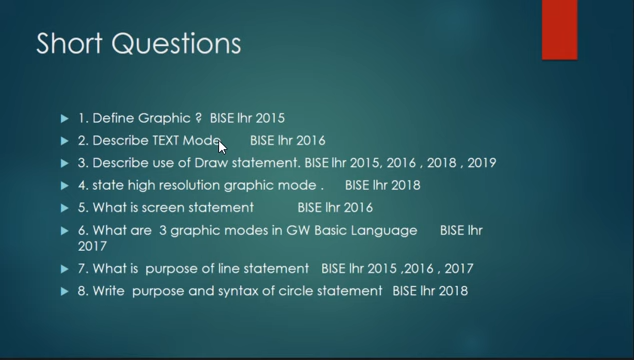 Short Questions
1. Define Graphic ? BISE lhr 2015
2. Describe TEXT Mode BISE lhr 2016
3. Describe use of Draw statement. BISE lhr 2015, 2016 , 2018 , 2019
4. state high resolution graphic mode . BISE lhr 2018
5. What is screen statement BISE lhr 2016
6. What are 3 graphic modes in GW Basic Language BISE lhr
2017
7. What is purpose of line statement BISE lhr 2015 ,2016 , 2017
8. Write purpose and syntax of circle statement BISE lhr 2018